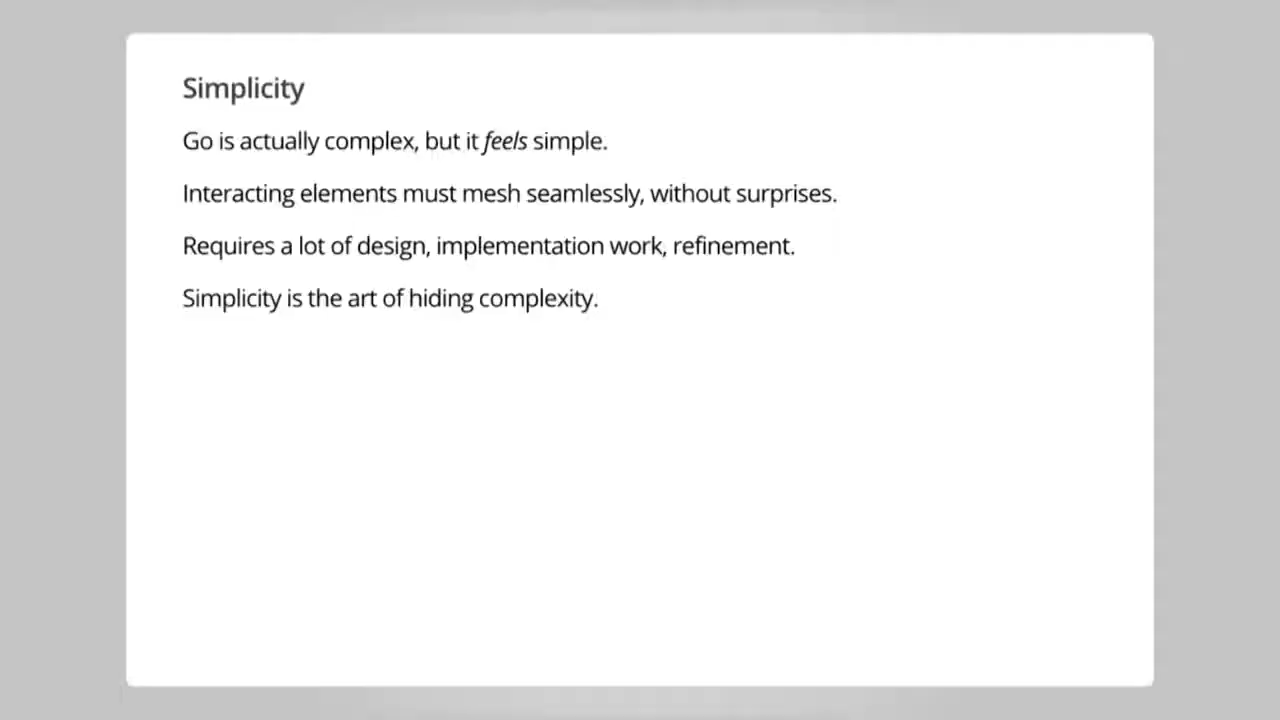 Simplicity
Go is actually complex, but it feels simple.
Interacting elements must mesh seamlessly, without surprises.
Requires a lot of design, implementation work, refinement.
Simplicity is the art of hiding complexity.